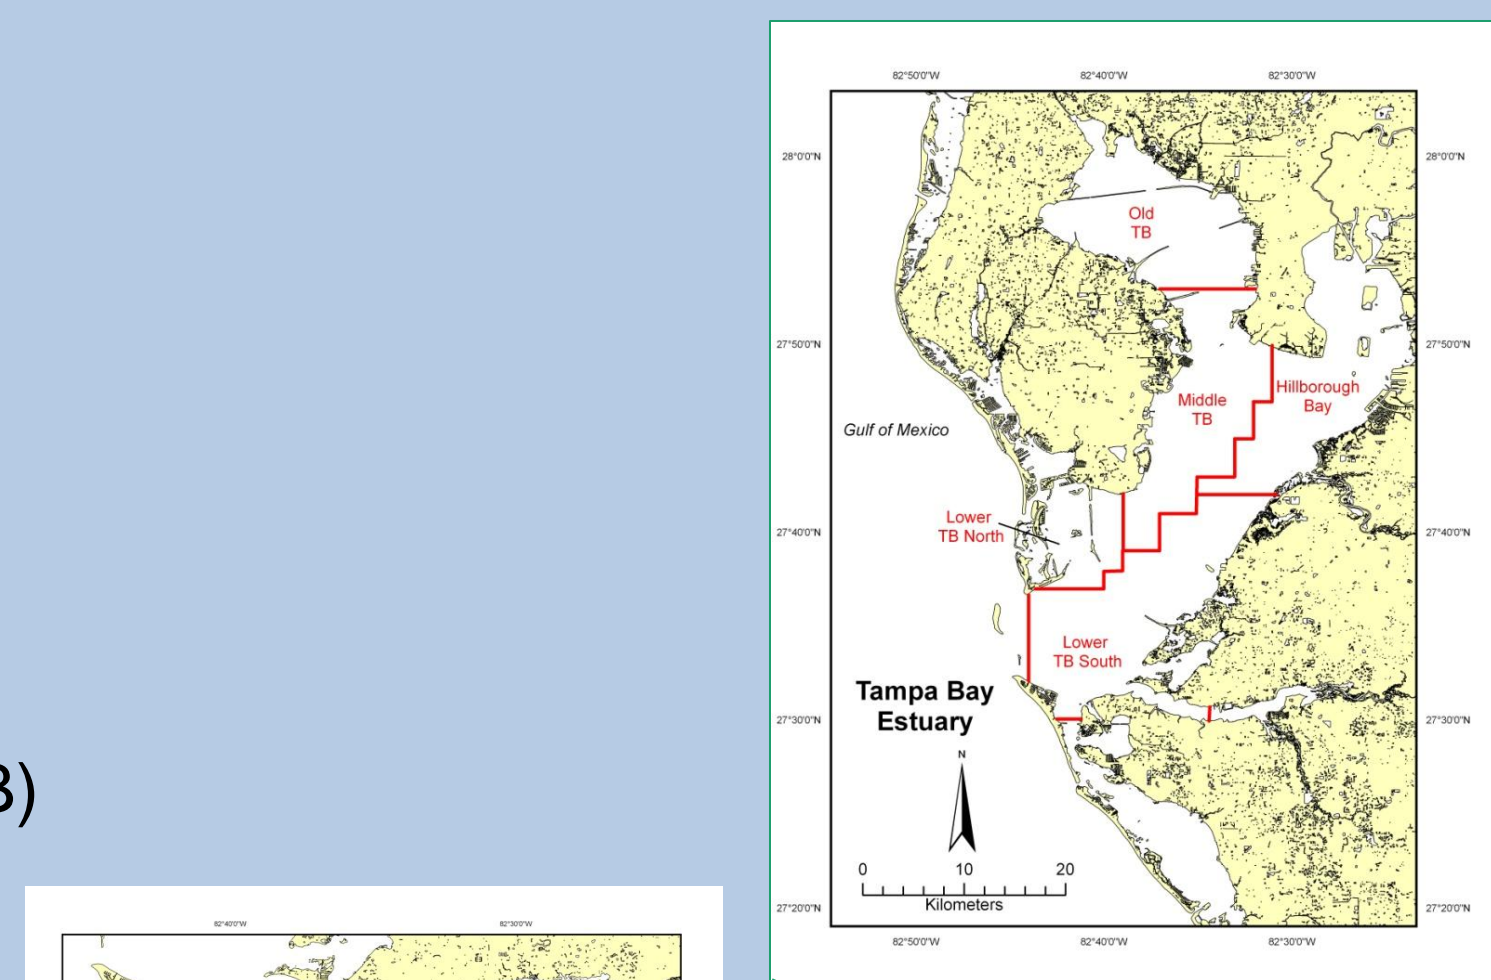 82°50'0"W 82°40'0"W 82°30'0"W
28°0'0"N 28°0'0"N
Old
TB
27°50'0"N 27°50'0"N
Middle
TB
Hillborough
Bay
Gulf of Mexico
Lower
TB North
27°40'0"N 27°40'0"N
Lower
TB South
Tampa Bay
Estuary
27°30'0"N 27°30'0"N
N
0 10 20
Kilometers
27°20'0"N 27°20'0"N
82°50'0"W 82°40'0"W 82°30'0"W
B)
82°40'0"W 82°30'0"W